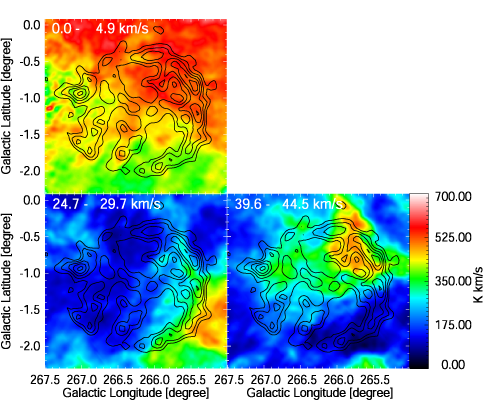 0.0 - 4.9 km/s
0.0
-0.5
-1.0
-1.5
-2.0
Galactic Latitude [degree]
24.7 - 29.7 km/s
39.6 - 44.5 km/s
0.0
-0.5
-1.0
-1.5
-2.0
Galactic Latitude [degree]
700.00
525.00
350.00
175.00
0.00
K km/s
267.5 267.0 266.5 266.0 265.5 267.5 267.0 266.5 266.0 265.5
Galactic Longitude [degree] Galactic Longitude [degree]